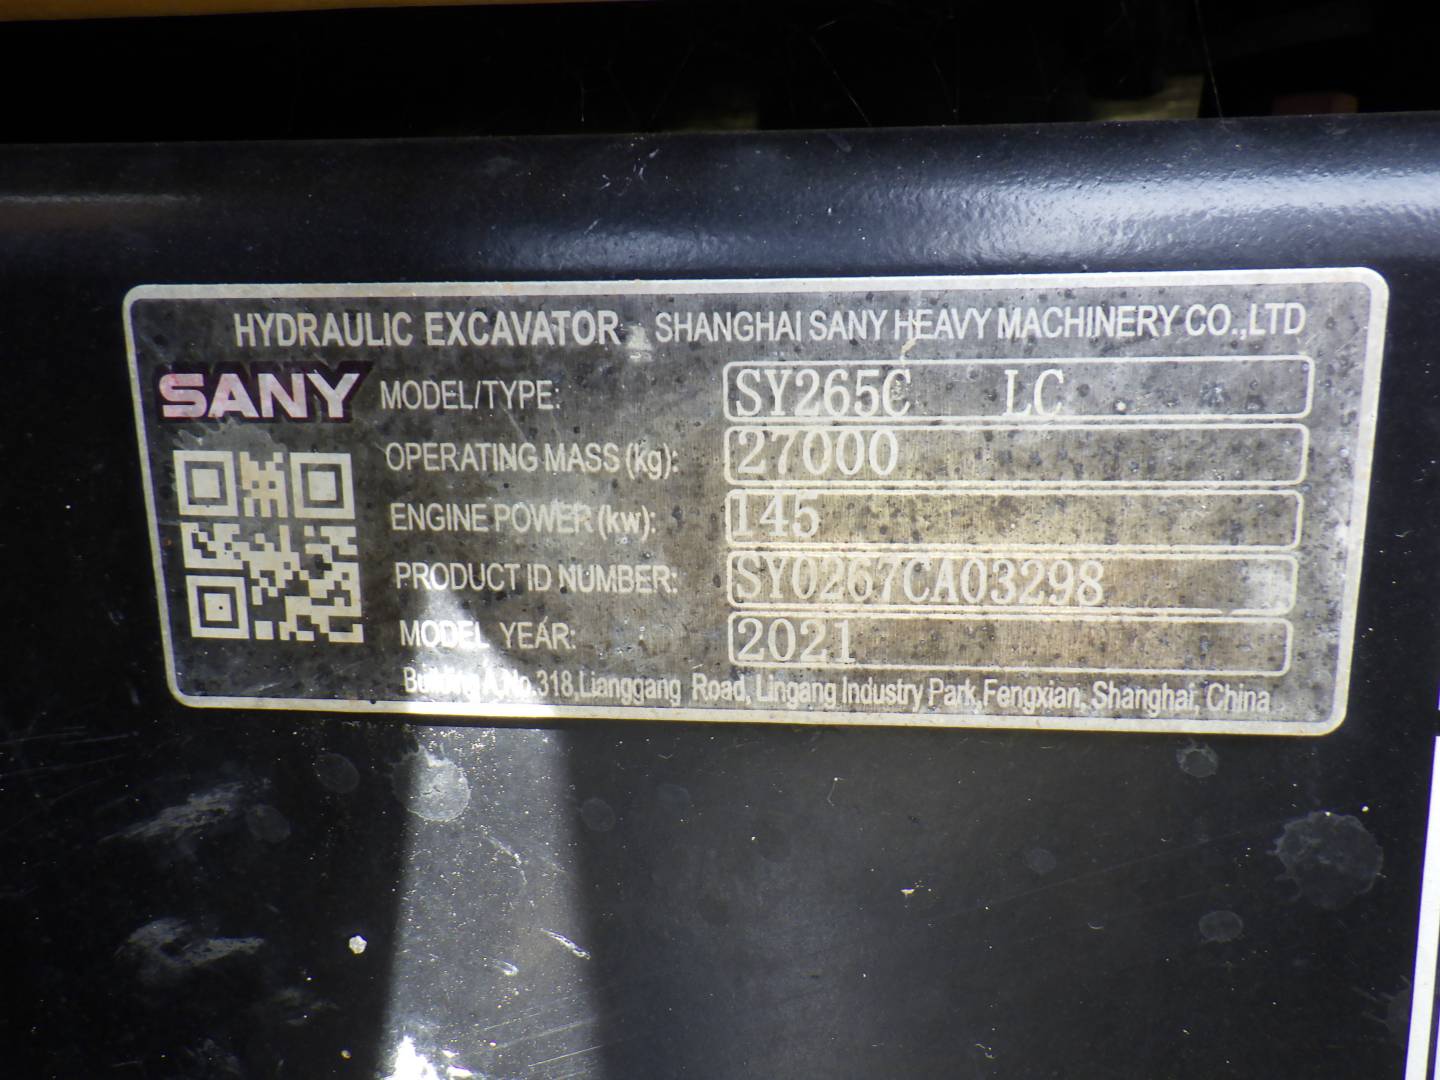 HYDRAULIC EXCAVATOR SHANGHAI SANY HEAVY MACHINERY CO.,LTD
SANY
MODEL/TYPE: SY265C LC
OPERATING MASS (kg): 27000
ENGINE POWER (kw): 145
PRODUCT ID NUMBER: SY0267CA03298
MODEL YEAR: 2021
Building A,No.318,Lianggang Road, Lingang Industry Park,Fengxian, Shanghai, China